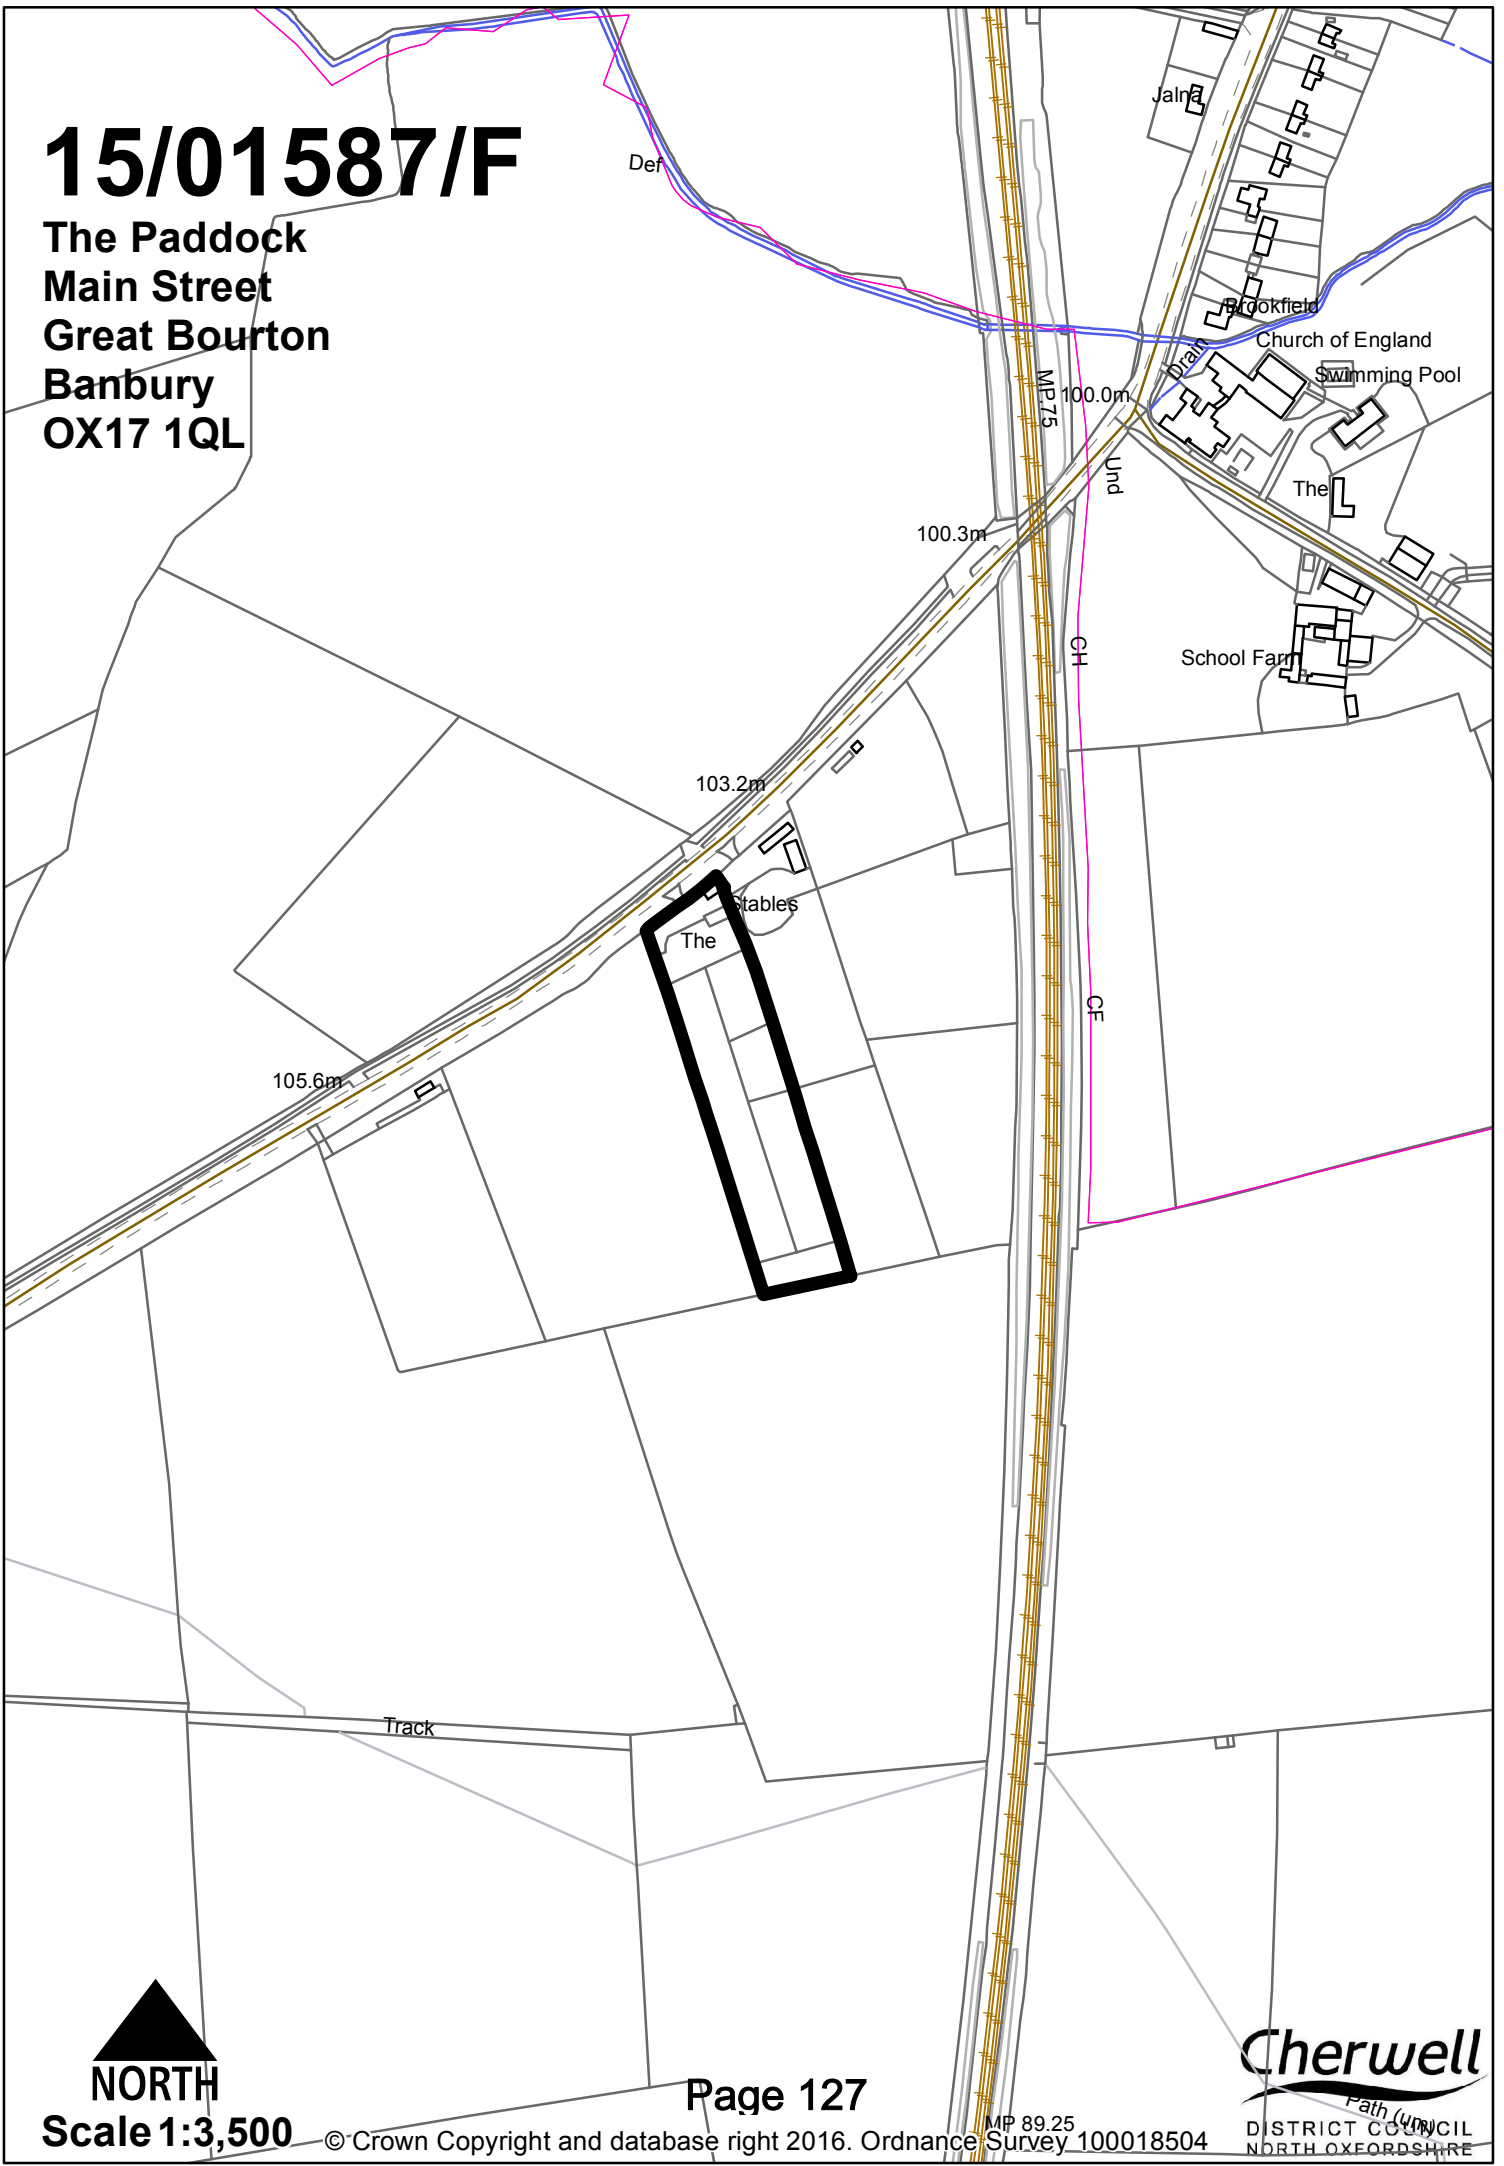 15/01587/F
The Paddock
Main Street
Great Bourton
Banbury
OX17 1QL
Jalna
Def
Brookfield
Church of England
Drain
Swimming Pool
MP.75
100.0m
Und
The
100.3m
CH
School Farm
103.2m
Stables
The
CF
105.6m
Track
NORTH
Scale 1:3,500
Page 127
MP 89.25
© Crown Copyright and database right 2016. Ordnance Survey 100018504
Cherwell
Path (um)
DISTRICT COUNCIL
NORTH OXFORDSHIRE